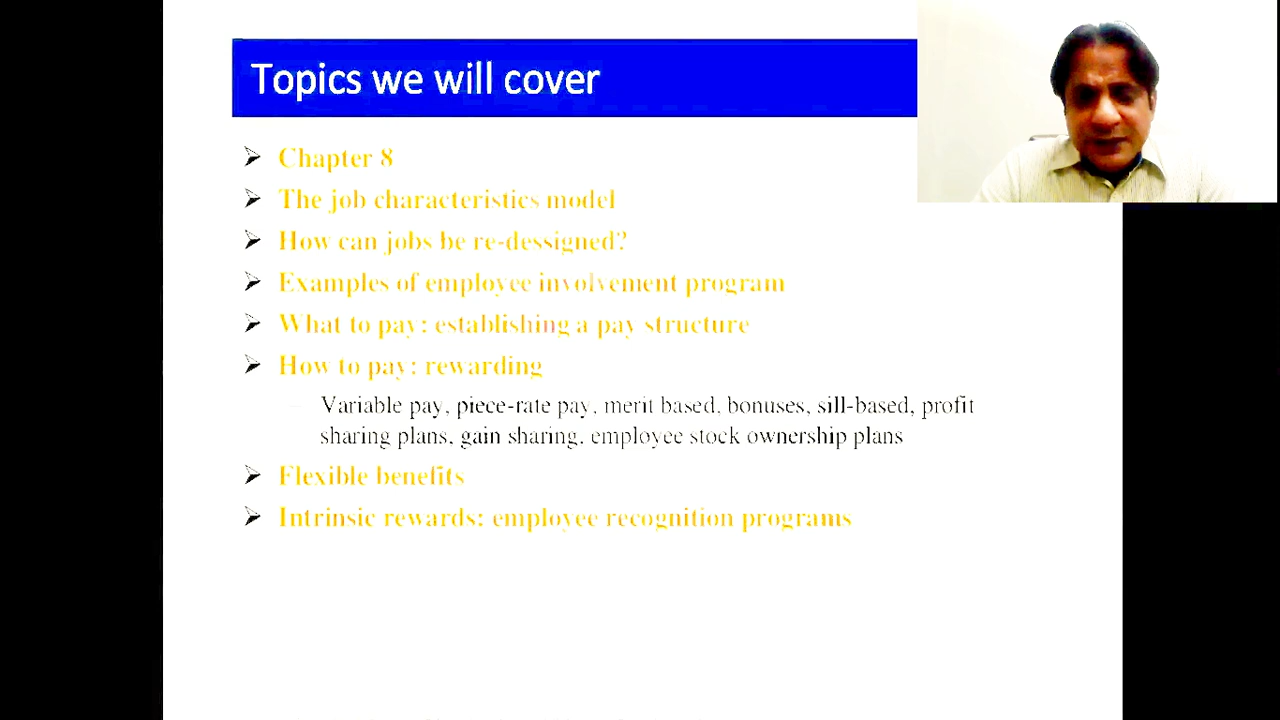 Topics we will cover
Chapter 8
The job characteristics model
How can jobs be re-dessigned?
Examples of employee involvement program
What to pay: establishing a pay structure
How to pay: rewarding
Variable pay, piece-rate pay, merit based, bonuses, sill-based, profit
sharing plans, gain sharing, employee stock ownership plans
Flexible benefits
Intrinsic rewards: employee recognition programs